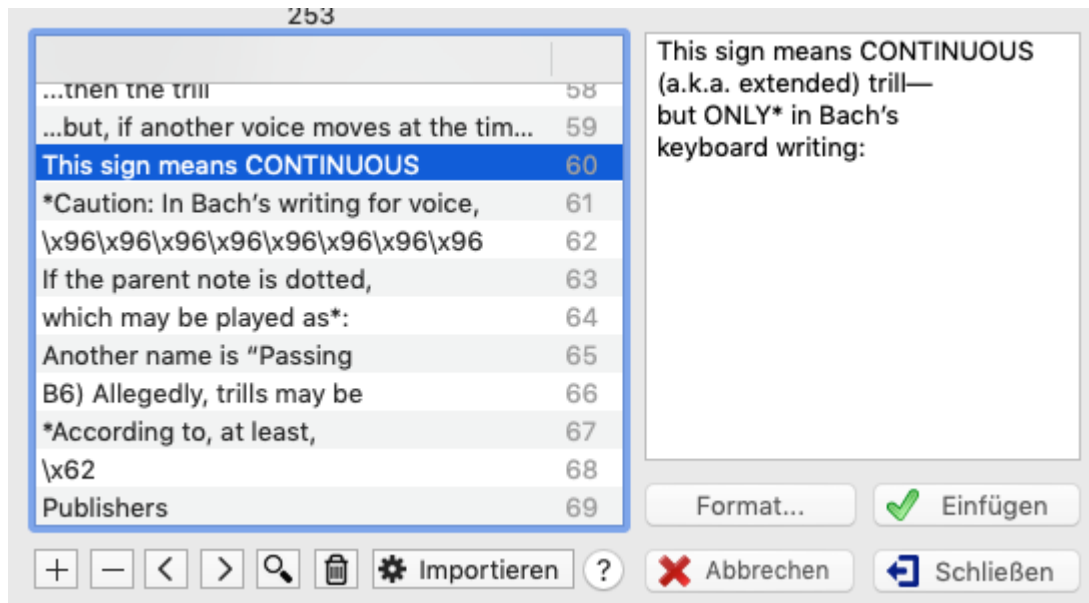 253
...then the trill 58
...but, if another voice moves at the tim... 59
This sign means CONTINUOUS 60
*Caution: In Bach’s writing for voice, 61
\x96\x96\x96\x96\x96\x96\x96\x96 62
If the parent note is dotted, 63
which may be played as*: 64
Another name is “Passing 65
B6) Allegedly, trills may be 66
*According to, at least, 67
\x62 68
Publishers 69
This sign means CONTINUOUS
(a.k.a. extended) trill—
but ONLY* in Bach’s
keyboard writing:
Format... Einfügen
Importieren ? Abbrechen Schließen